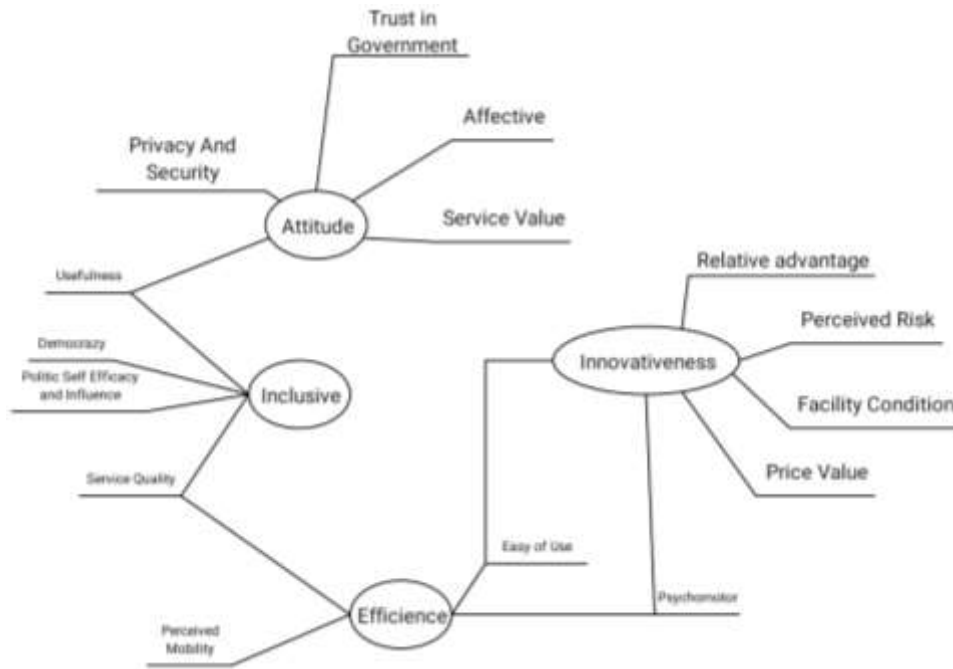 Trust in
Government
Affective
Privacy And
Security
Attitude
Service Value
Usefulness
Relative advantage
Democracy
Perceived Risk
Innovativeness
Politic Self Efficacy
and Influence
Inclusive
Facility Condition
Service Quality
Price Value
Easy of Use
Psychomotor
Efficience
Perceived
Mobility